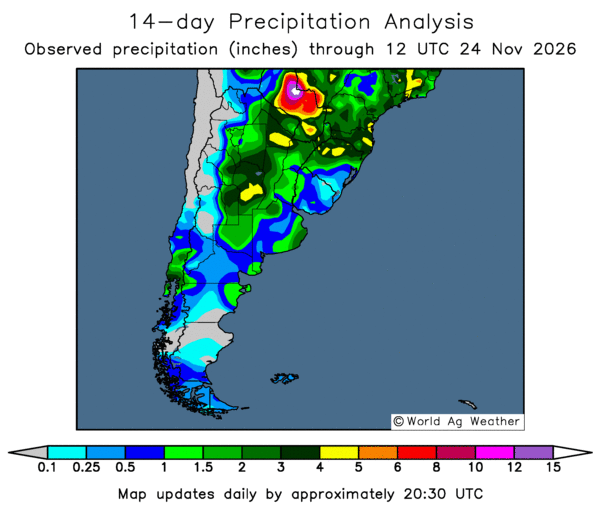 14-day Precipitation Analysis
Observed precipitation (inches) through 12 UTC 24 Nov 2026
© World Ag Weather
0.1 0.25 0.5 1 1.5 2 3 4 5 6 8 10 12 15
Map updates daily by approximately 20:30 UTC